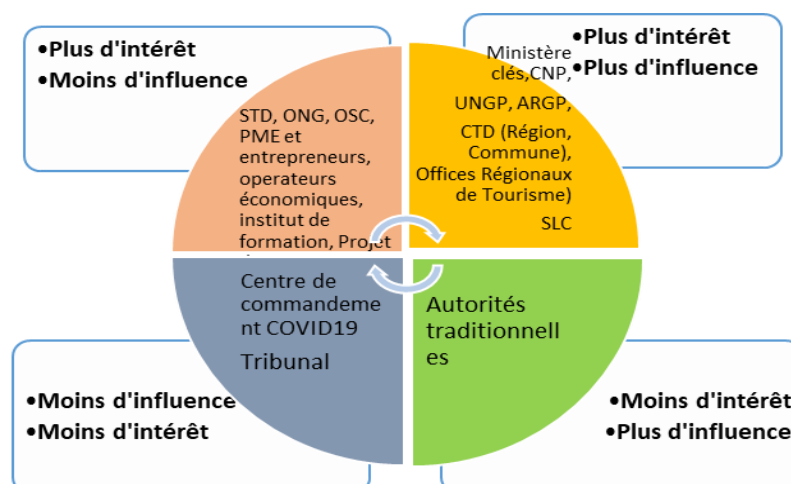 •Plus d'intérêt
•Moins d'influence
•Plus d'intérêt
•Plus d'influence
STD, ONG, OSC,
PME et
entrepreneurs,
operateurs
économiques,
institut de
formation, Projet
Ministère
clés,CNP,
UNGP, ARGP,
CTD (Région,
Commune),
Offices Régionaux
de Tourisme)
SLC
Centre de
commandeme
nt COVID19
Tribunal
Autorités
traditionnell
es
•Moins d'influence
•Moins d'intérêt
•Moins d'intérêt
•Plus d'influence